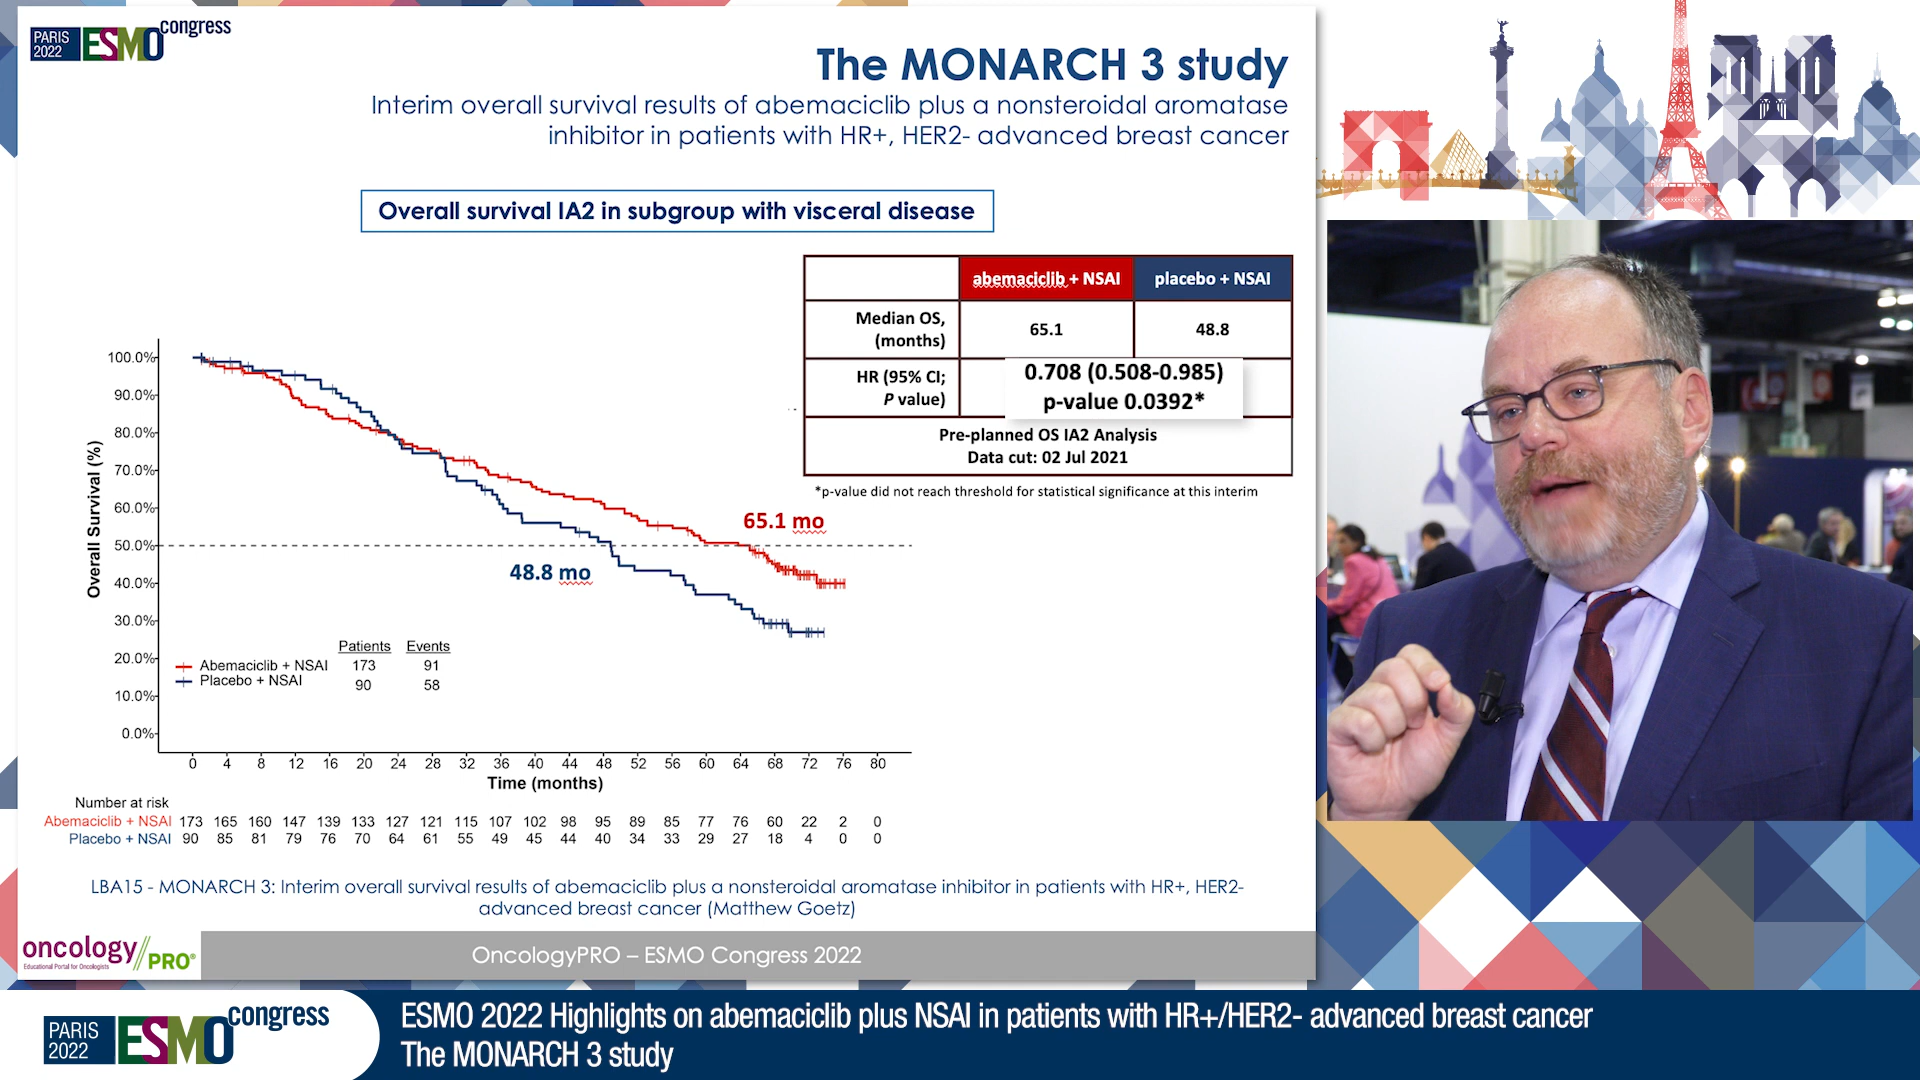 PARIS
2022
ESMO congress
The MONARCH 3 study
Interim overall survival results of abemaciclib plus a nonsteroidal aromatase
inhibitor in patients with HR+, HER2- advanced breast cancer
Overall survival IA2 in subgroup with visceral disease
abemaciclib + NSAI placebo + NSAI
Median OS, (months) 65.1 48.8
HR (95% CI; P value) 0.708 (0.508-0.985)
p-value 0.0392*
Pre-planned OS IA2 Analysis
Data cut: 02 Jul 2021
*p-value did not reach threshold for statistical significance at this interim
Overall Survival (%)
100.0%
90.0%
80.0%
70.0%
60.0%
50.0%
40.0%
30.0%
20.0%
10.0%
0.0%
65.1 mo
48.8 mo
Patients Events
Abemaciclib + NSAI 173 91
Placebo + NSAI 90 58
0 4 8 12 16 20 24 28 32 36 40 44 48 52 56 60 64 68 72 76 80
Time (months)
Number at risk
Abemaciclib + NSAI 173 165 160 147 139 133 127 121 115 107 102 98 95 89 85 77 76 60 22 2 0
Placebo + NSAI 90 85 81 79 76 70 64 61 55 49 45 44 40 34 33 29 27 18 4 0 0
LBA15 - MONARCH 3: Interim overall survival results of abemaciclib plus a nonsteroidal aromatase inhibitor in patients with HR+, HER2-
advanced breast cancer (Matthew Goetz)
oncology PRO®
Educational Portal for Oncologists
OncologyPRO – ESMO Congress 2022
PARIS
2022
ESMO congress
ESMO 2022 Highlights on abemaciclib plus NSAI in patients with HR+/HER2- advanced breast cancer
The MONARCH 3 study